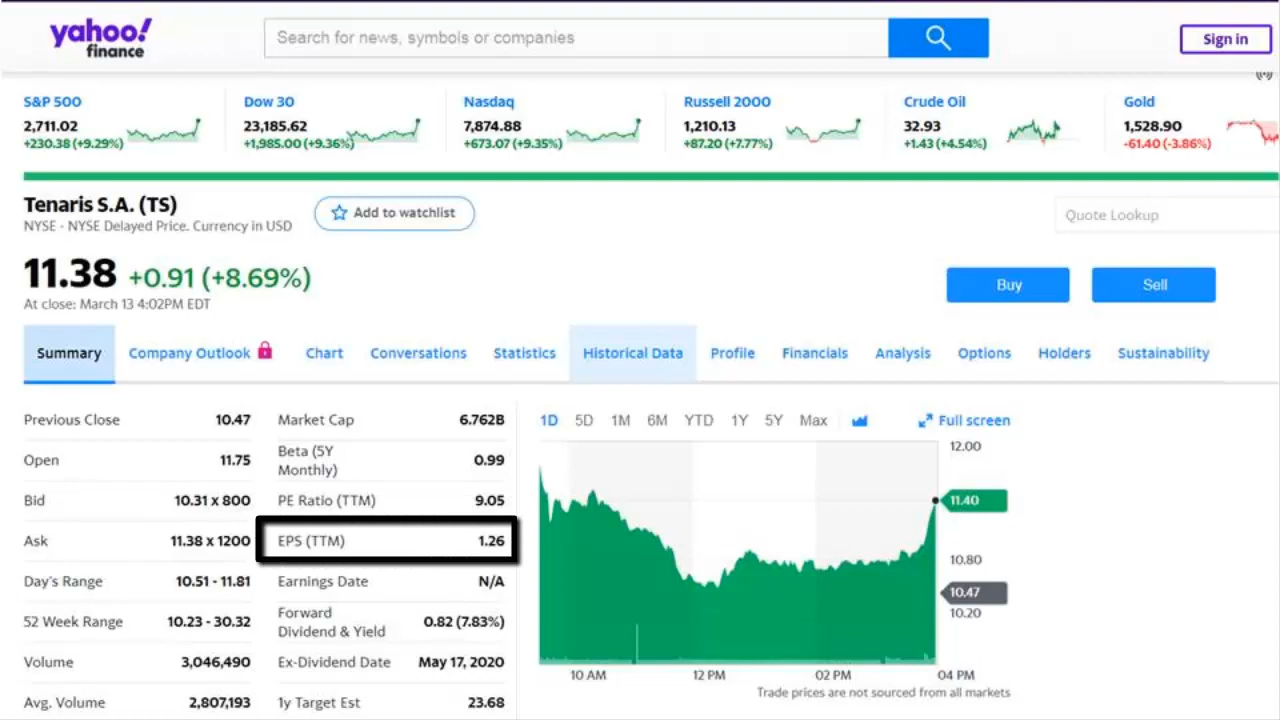 yahoo!
finance
Search for news, symbols or companies
Sign in
S&P 500
2,711.02
+230.38 (+9.29%)
Dow 30
23,185.62
+1,985.00 (+9.36%)
Nasdaq
7,874.88
+673.07 (+9.35%)
Russell 2000
1,210.13
+87.20 (+7.77%)
Crude Oil
32.93
+1.43 (+4.54%)
Gold
1,528.90
-61.40 (-3.86%)
Tenaris S.A. (TS)
NYSE - NYSE Delayed Price. Currency in USD
Add to watchlist
Quote Lookup
11.38 +0.91 (+8.69%)
At close: March 13 4:02PM EDT
Buy
Sell
Summary Company Outlook Chart Conversations Statistics Historical Data Profile Financials Analysis Options Holders Sustainability
Previous Close 10.47
Open 11.75
Bid 10.31 x 800
Ask 11.38 x 1200
Day's Range 10.51 - 11.81
52 Week Range 10.23 - 30.32
Volume 3,046,490
Avg. Volume 2,807,193
Market Cap 6.762B
Beta (5Y
Monthly) 0.99
PE Ratio (TTM) 9.05
EPS (TTM) 1.26
Earnings Date N/A
Forward
Dividend & Yield 0.82 (7.83%)
Ex-Dividend Date May 17, 2020
1y Target Est 23.68
1D 5D 1M 6M YTD 1Y 5Y Max Full screen
12.00
11.40
10.80
10.47
10.20
10 AM 12 PM 02 PM 04 PM
Trade prices are not sourced from all markets